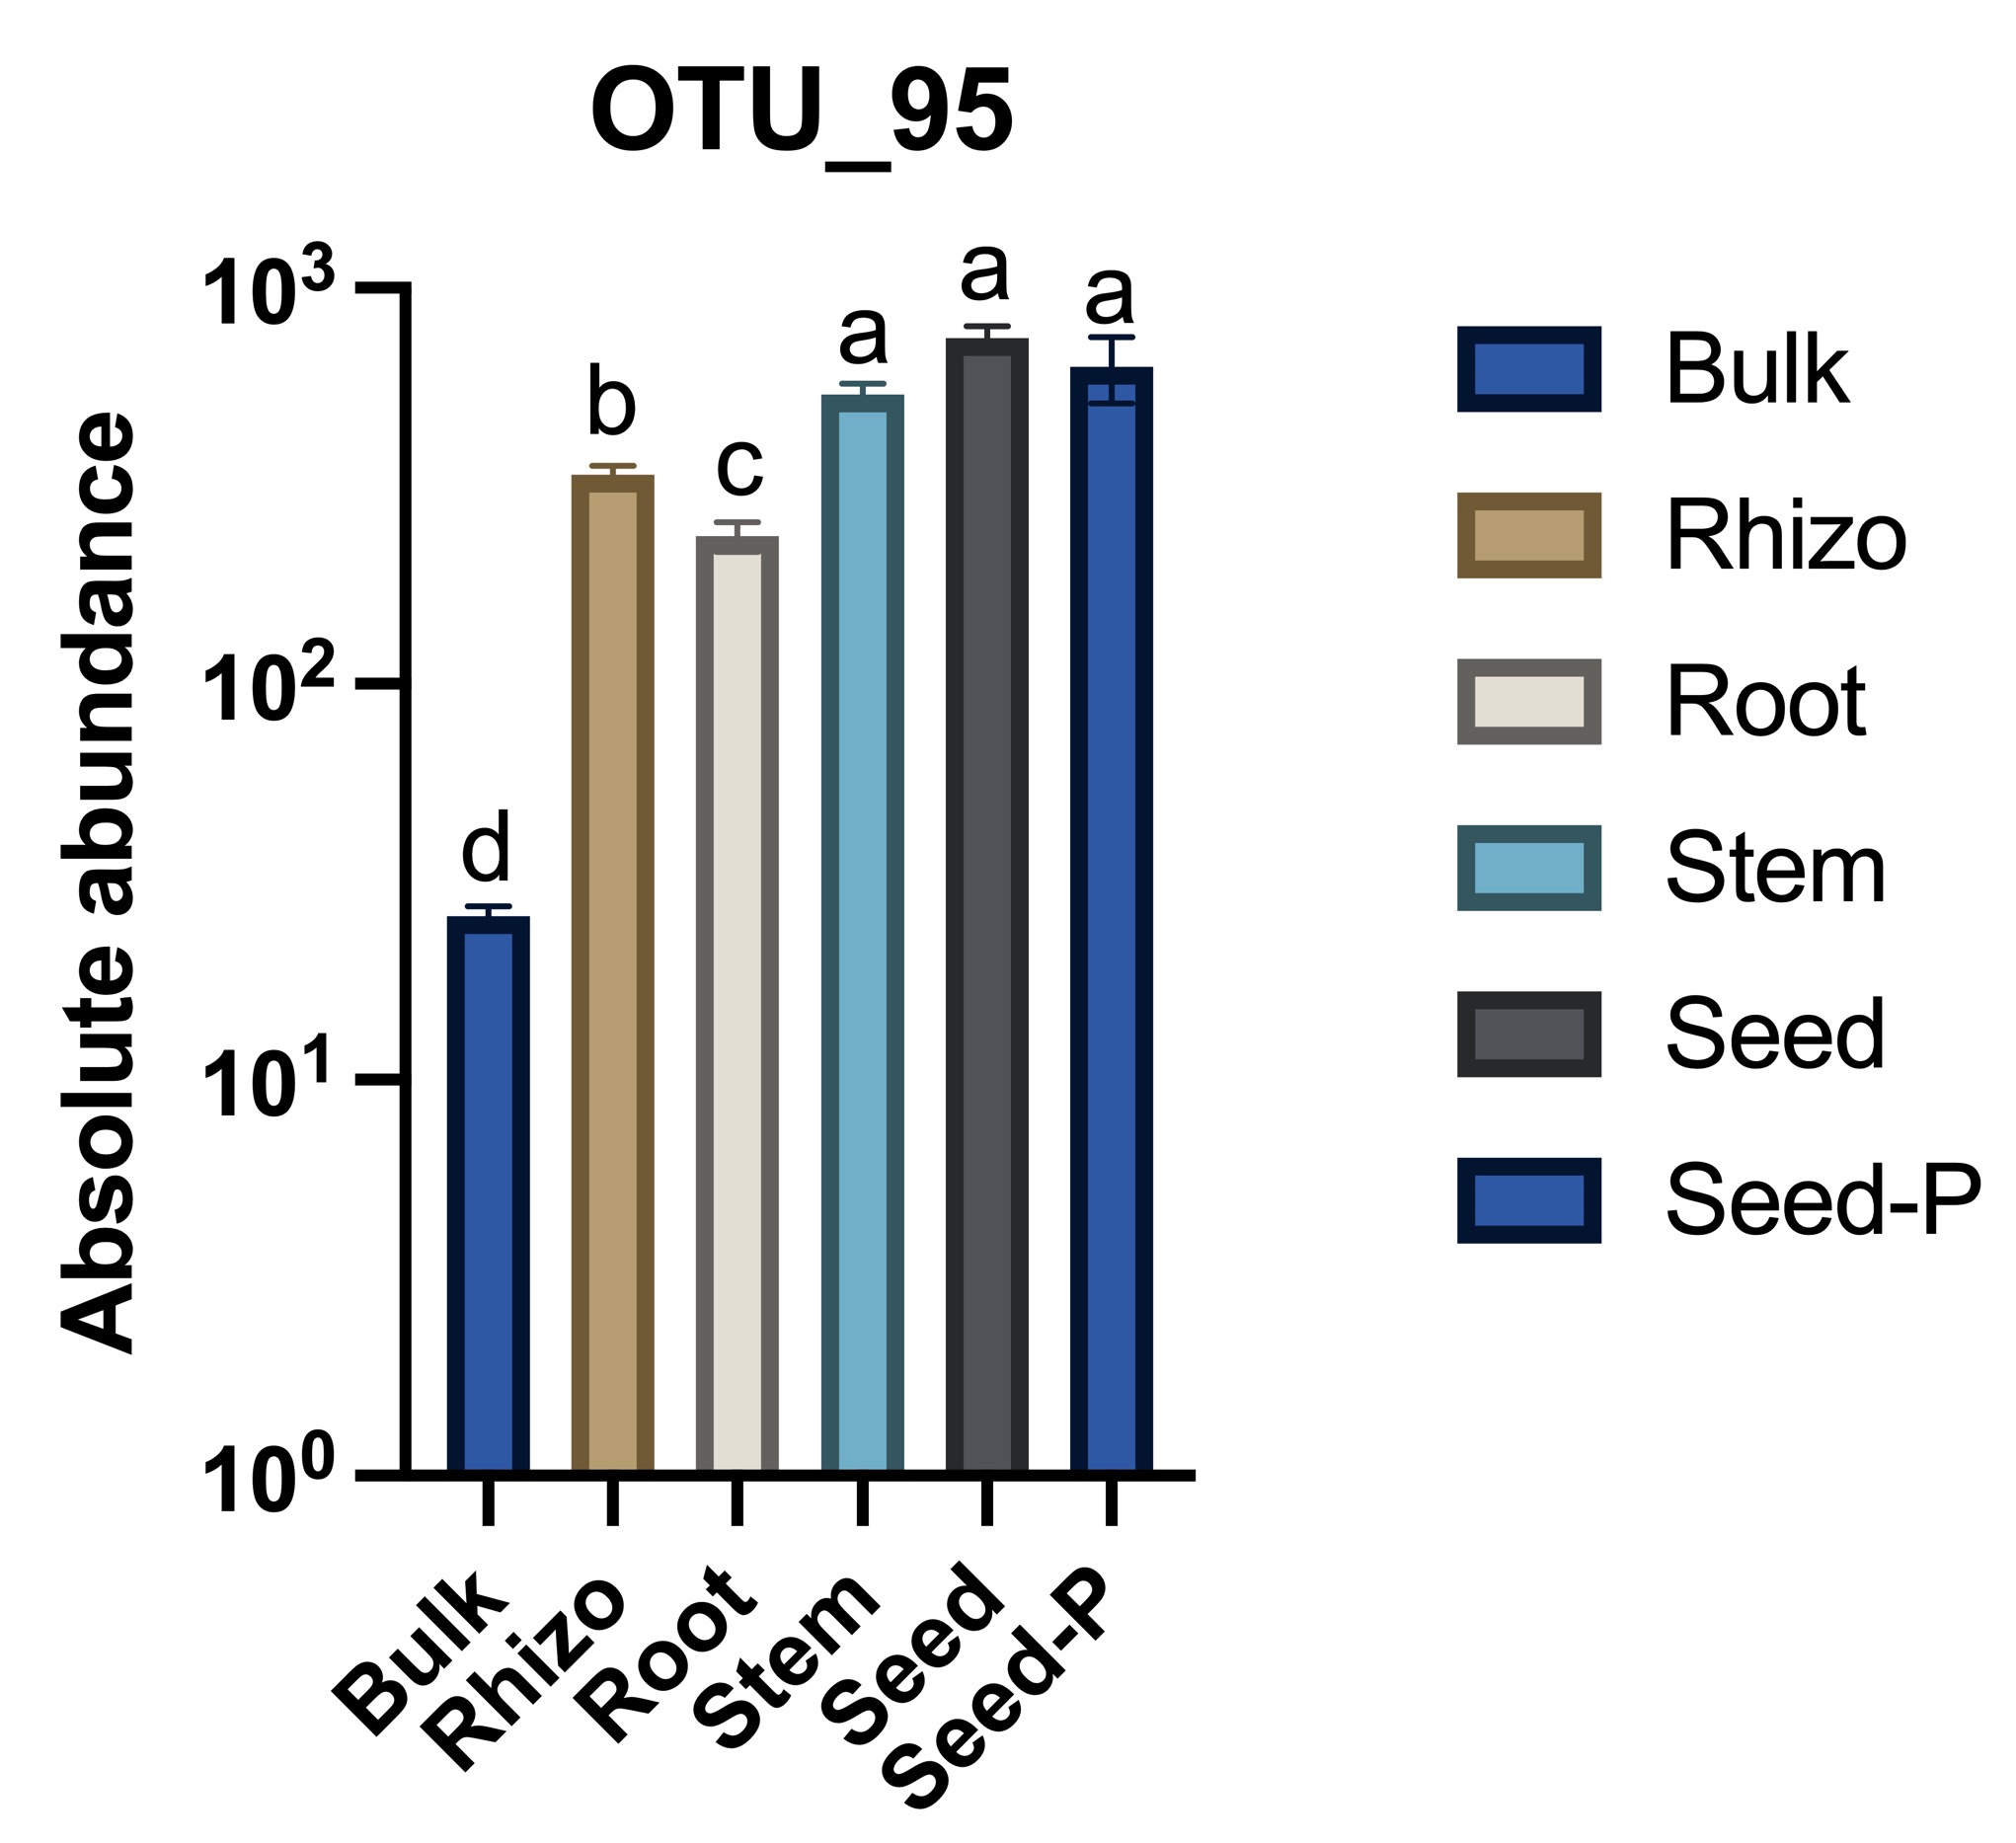 OTU_95
Absolute abundance
10³
10²
10¹
10⁰
d
b
c
a
a
a
Bulk
Rhizo
Root
Stem
Seed
Seed-P
Bulk
Rhizo
Root
Stem
Seed
Seed-P